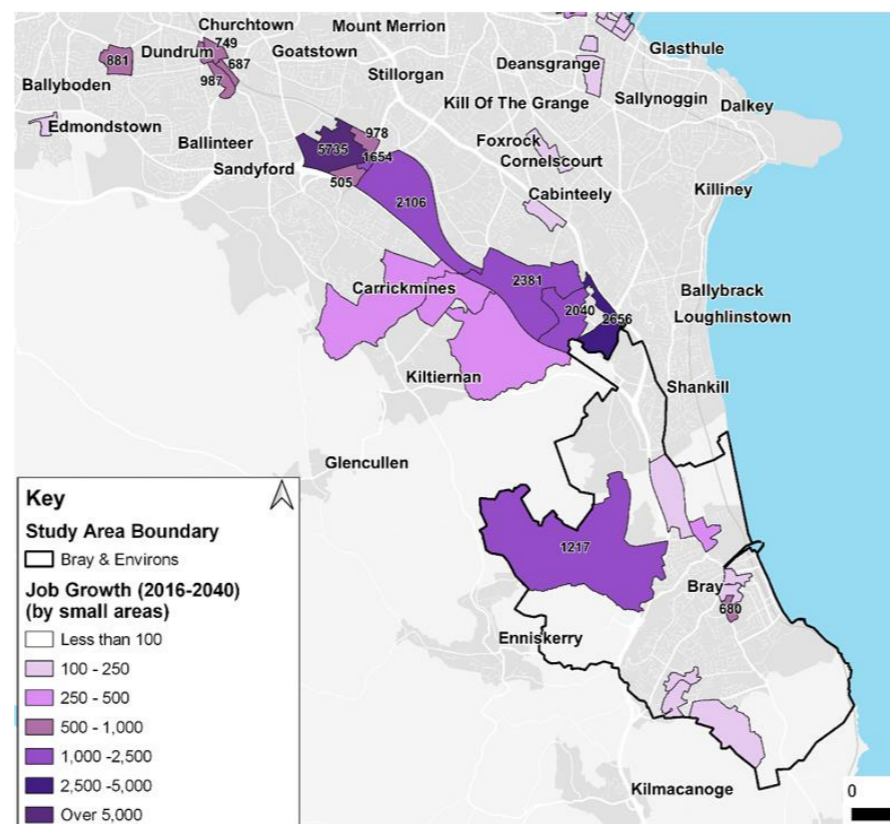 Churchtown
Mount Merrion
749
Dundrum
Goatstown
Glasthule
881
687
Deansgrange
Stillorgan
987
Ballyboden
Kill Of The Grange
Sallynoggin
Dalkey
Edmondstown
978
Foxrock
Ballinteer
5735
1654
Cornelscourt
Sandyford
505
Killiney
Cabinteely
2106
2381
Carrickmines
Ballybrack
2040
2656
Loughlinstown
Kiltiernan
Shankill
Glencullen
1217
Bray
680
Enniskerry
Kilmacanoge
0
Key
Study Area Boundary
Bray & Environs
Job Growth (2016-2040)
(by small areas)
Less than 100
100 - 250
250 - 500
500 - 1,000
1,000 -2,500
2,500 -5,000
Over 5,000